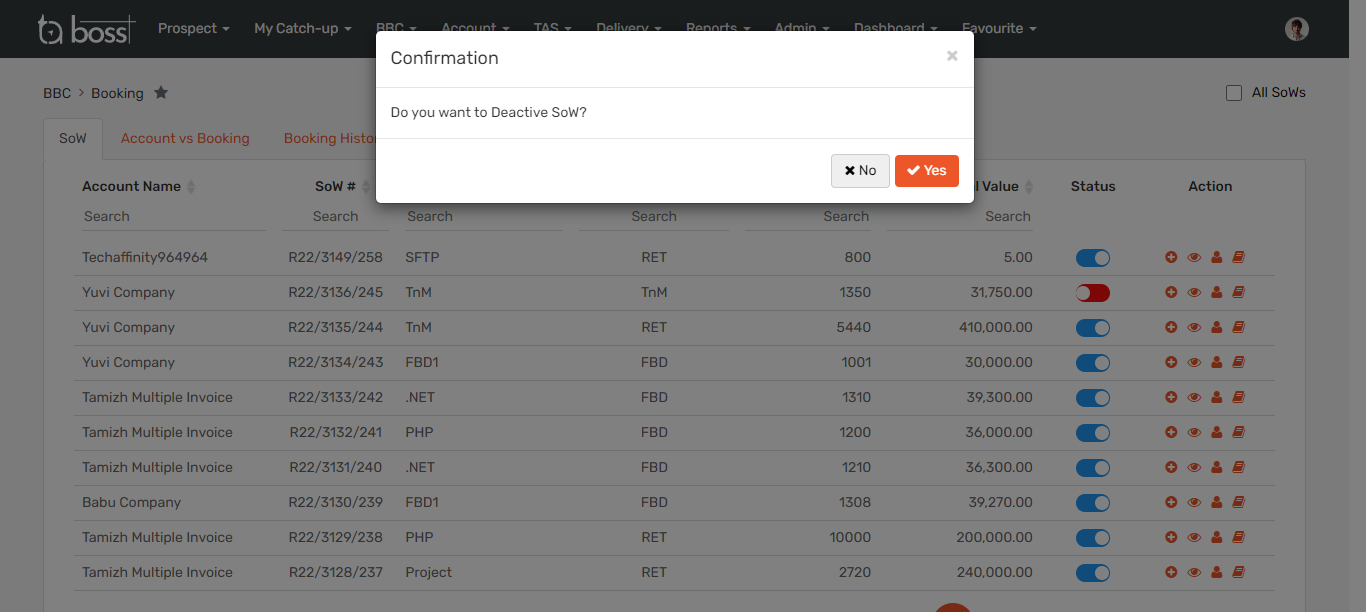 boss Prospect My Catch-up BBC Account TAS Delivery Reports Admin Dashboard Favourite
Confirmation ×
Do you want to Deactive SoW?
No Yes
BBC > Booking All SoWs
SoW Account vs Booking Booking Histo
Account Name SoW # Value Status Action
Search Search Search Search Search Search
Techaffinity964964 R22/3149/258 SFTP RET 800 5.00
Yuvi Company R22/3136/245 TnM TnM 1350 31,750.00
Yuvi Company R22/3135/244 TnM RET 5440 410,000.00
Yuvi Company R22/3134/243 FBD1 FBD 1001 30,000.00
Tamizh Multiple Invoice R22/3133/242 .NET FBD 1310 39,300.00
Tamizh Multiple Invoice R22/3132/241 PHP FBD 1200 36,000.00
Tamizh Multiple Invoice R22/3131/240 .NET FBD 1210 36,300.00
Babu Company R22/3130/239 FBD1 FBD 1308 39,270.00
Tamizh Multiple Invoice R22/3129/238 PHP RET 10000 200,000.00
Tamizh Multiple Invoice R22/3128/237 Project RET 2720 240,000.00